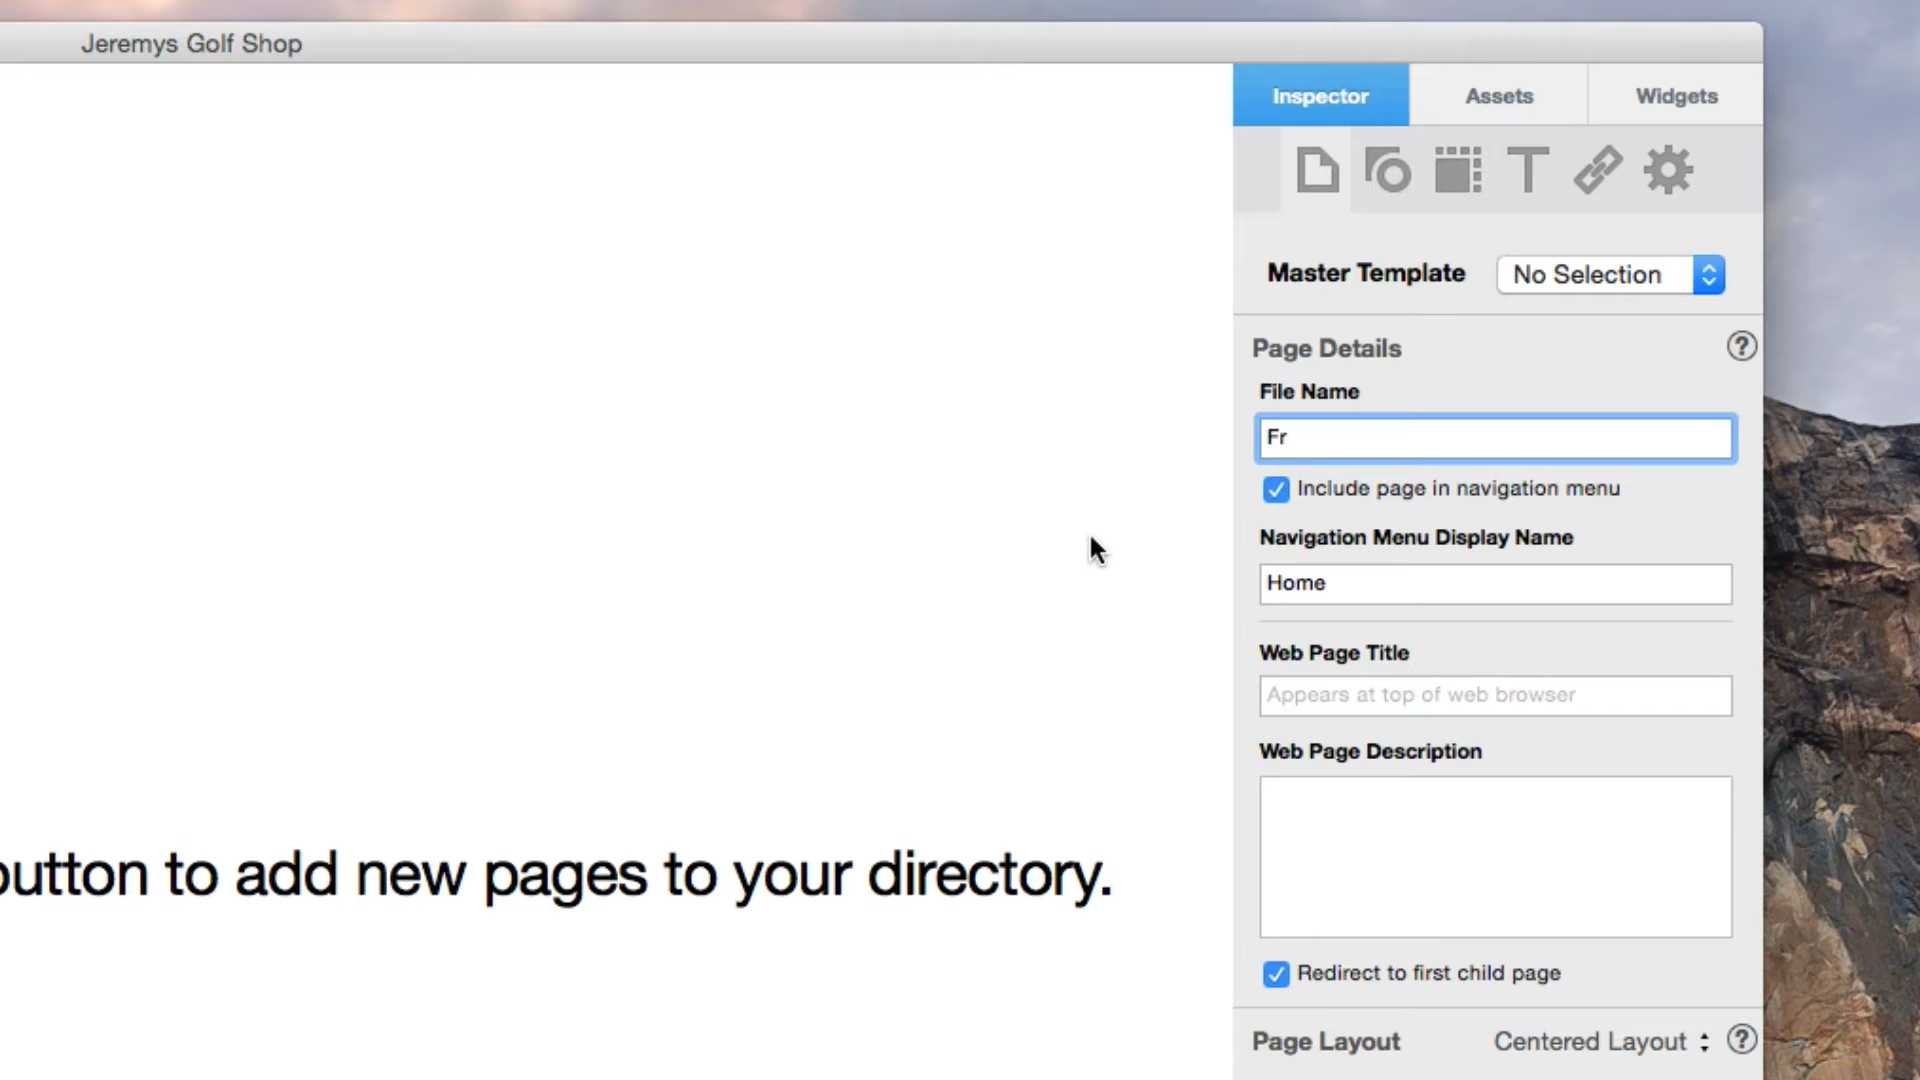 Jeremys Golf Shop
Inspector
Assets
Widgets
Master Template
No Selection
Page Details
?
File Name
Fr
Include page in navigation menu
Navigation Menu Display Name
Home
Web Page Title
Appears at top of web browser
Web Page Description
button to add new pages to your directory.
Redirect to first child page
Page Layout
Centered Layout
?